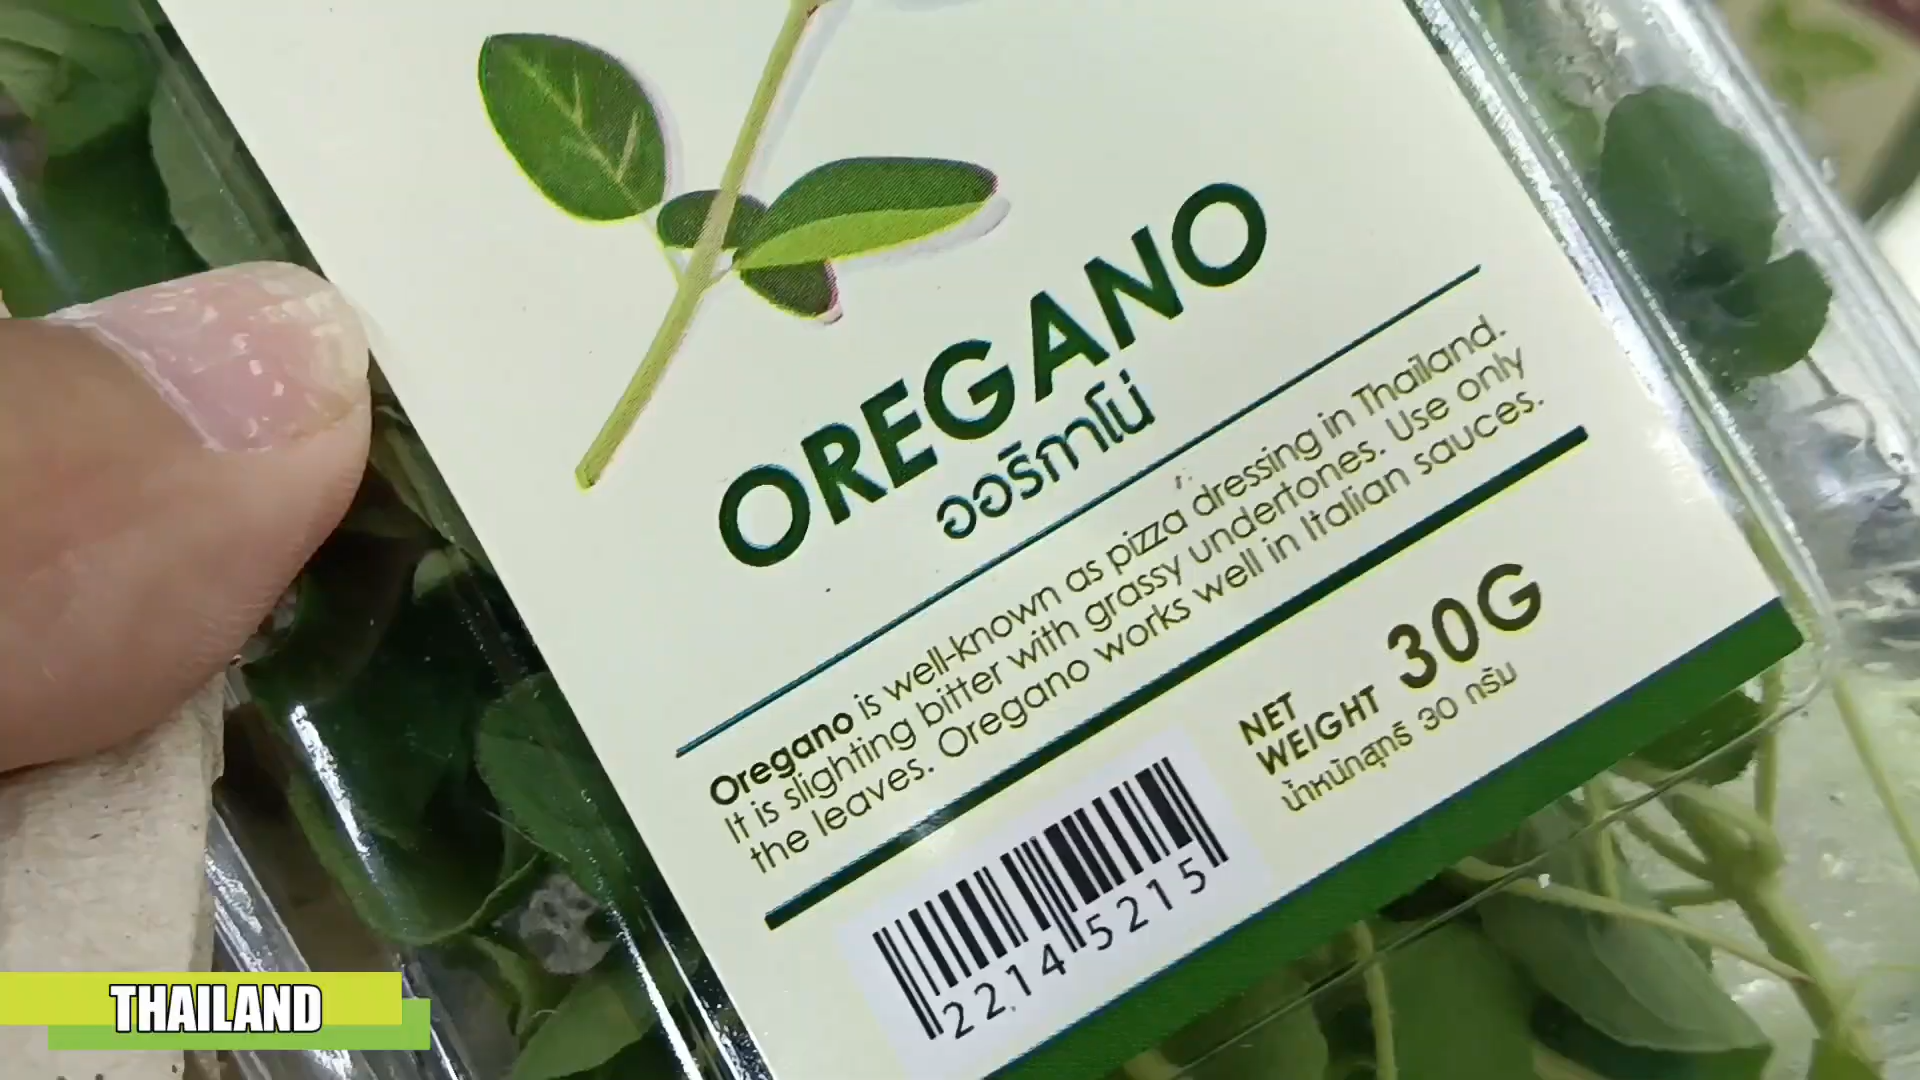 OREGANO
ออริกาโน่
Oregano is well-known as pizza dressing in Thailand.
It is slighting bitter with grassy undertones. Use only
the leaves. Oregano works well in Italian sauces.
NET
WEIGHT 30G
น้ำหนักสุทธิ 30 กรัม
22145215
THAILAND